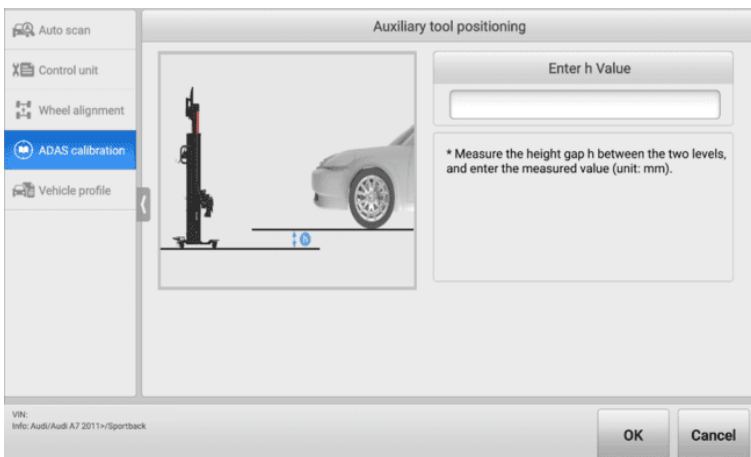 Auto scan
Auxiliary tool positioning
Control unit
Wheel alignment
ADAS calibration
Vehicle profile
h
Enter h Value
* Measure the height gap h between the two levels,
and enter the measured value (unit: mm).
VIN:
Info: Audi/Audi A7 2011>/Sportback
OK
Cancel